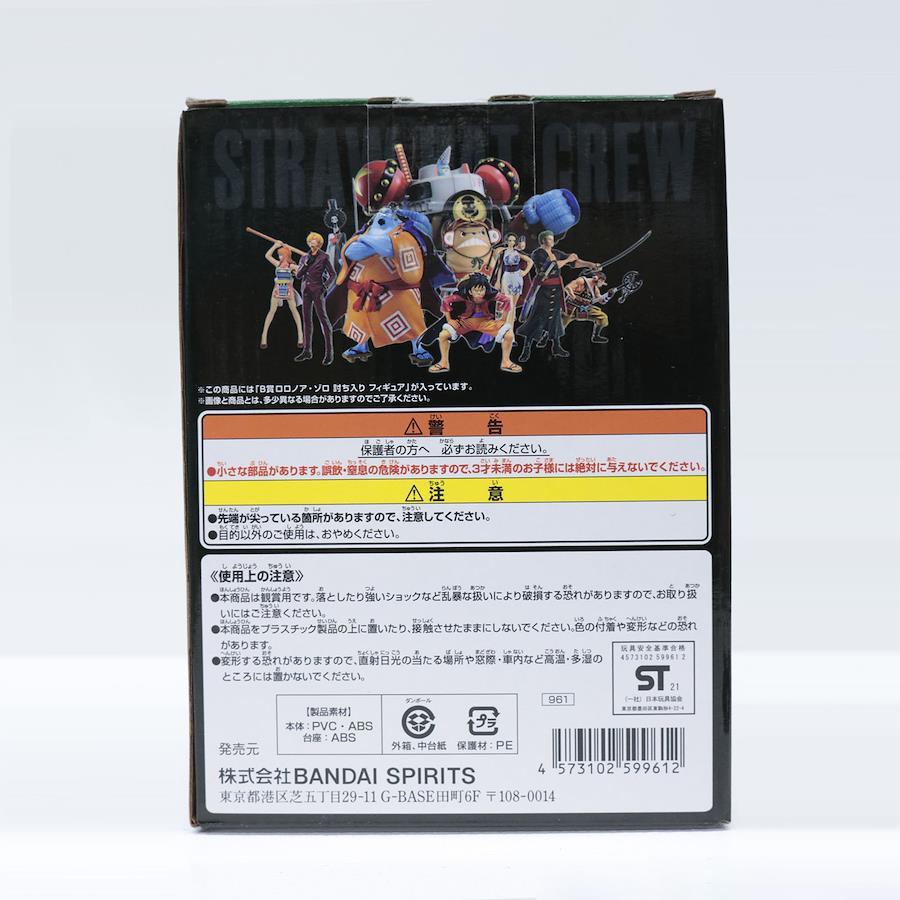 STRAW HAT CREW
※この商品には「B賞ロロノア・ゾロ 討ち入り フィギュア」が入っています。
※画像と商品とは、多少異なる場合がありますのでご了承ください。
⚠警告
保護者の方へ 必ずお読みください。
●小さな部品があります。誤飲・窒息の危険がありますので、3才未満のお子様には絶対に与えないでください。
⚠注意
●先端が尖っている箇所がありますので、注意してください。
●目的以外のご使用は、おやめください。
《使用上の注意》
●本商品は観賞用です。落としたり強いショックなど乱暴な扱いにより破損する恐れがありますので、お取り扱
いにはご注意ください。
●本商品をプラスチック製品の上に置いたり、接触させたままにしないでください。色の付着や変形などの恐れ
があります。
●変形する恐れがありますので、直射日光の当たる場所や窓際・車内など高温・多湿の
ところには置かないでください。
玩具安全基準合格
4573102 59961 2
ST 21
(一社)日本玩具協会
東京都墨田区東駒形4-22-4
【製品素材】
本体:PVC・ABS
台座:ABS
ダンボール
外箱、中台紙
プラ
保護材:PE
961
発売元
株式会社BANDAI SPIRITS
東京都港区芝五丁目29-11 G-BASE田町6F 〒108-0014
4 573102 599612